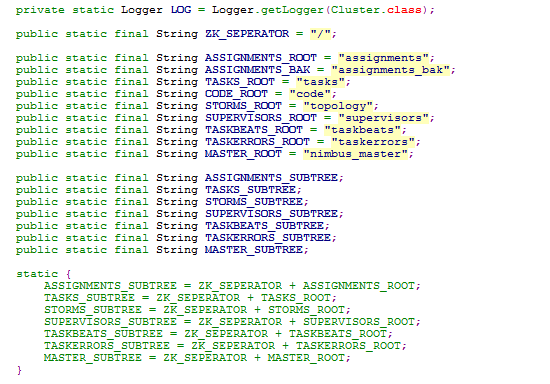 private static Logger LOG = Logger.getLogger(Cluster.class);
public static final String ZK_SEPERATOR = "/";
public static final String ASSIGNMENTS_ROOT = "assignments";
public static final String ASSIGNMENTS_BAK = "assignments_bak";
public static final String TASKS_ROOT = "tasks";
public static final String CODE_ROOT = "code";
public static final String STORMS_ROOT = "topology";
public static final String SUPERVISORS_ROOT = "supervisors";
public static final String TASKBEATS_ROOT = "taskbeats";
public static final String TASKERRORS_ROOT = "taskerrors";
public static final String MASTER_ROOT = "nimbus_master";
public static final String ASSIGNMENTS_SUBTREE;
public static final String TASKS_SUBTREE;
public static final String STORMS_SUBTREE;
public static final String SUPERVISORS_SUBTREE;
public static final String TASKBEATS_SUBTREE;
public static final String TASKERRORS_SUBTREE;
public static final String MASTER_SUBTREE;
static {
ASSIGNMENTS_SUBTREE = ZK_SEPERATOR + ASSIGNMENTS_ROOT;
TASKS_SUBTREE = ZK_SEPERATOR + TASKS_ROOT;
STORMS_SUBTREE = ZK_SEPERATOR + STORMS_ROOT;
SUPERVISORS_SUBTREE = ZK_SEPERATOR + SUPERVISORS_ROOT;
TASKBEATS_SUBTREE = ZK_SEPERATOR + TASKBEATS_ROOT;
TASKERRORS_SUBTREE = ZK_SEPERATOR + TASKERRORS_ROOT;
MASTER_SUBTREE = ZK_SEPERATOR + MASTER_ROOT;
}